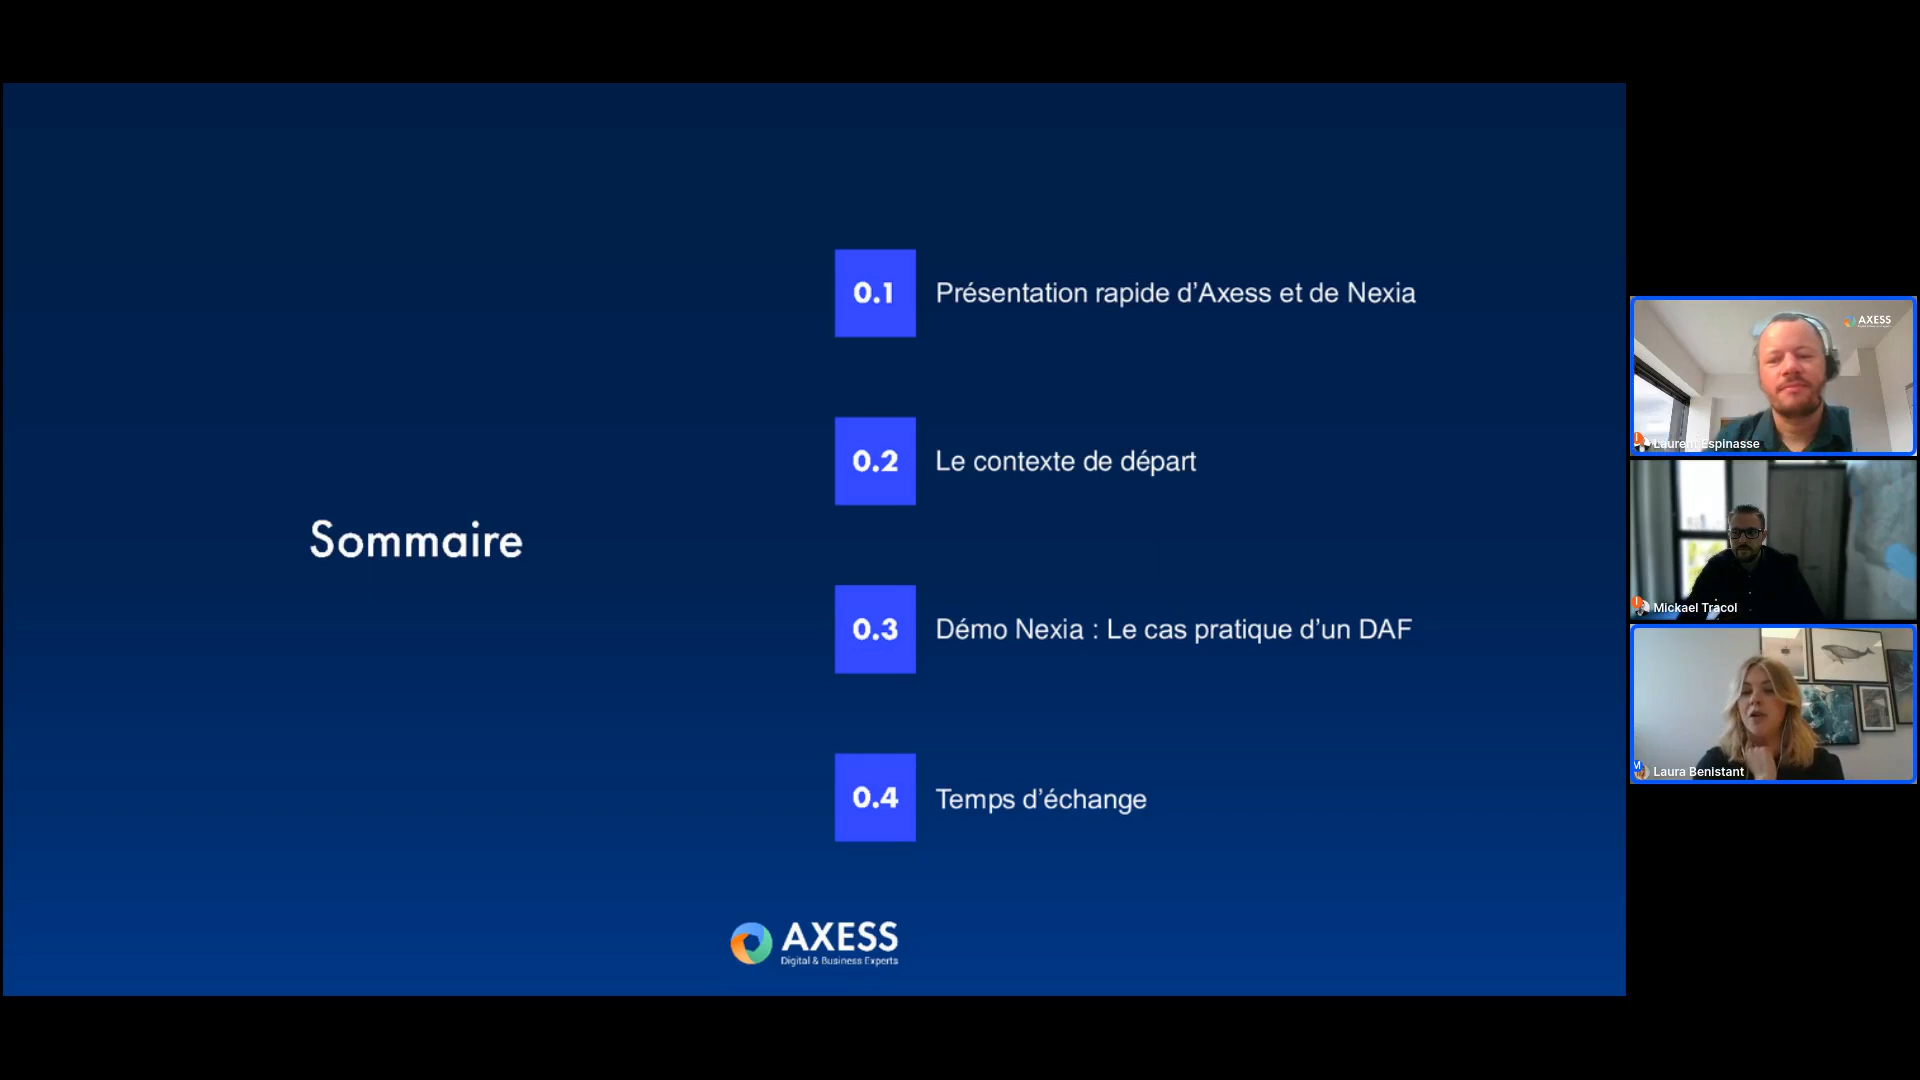 Sommaire
0.1
Présentation rapide d’Axess et de Nexia
0.2
Le contexte de départ
0.3
Démo Nexia : Le cas pratique d’un DAF
0.4
Temps d’échange
AXESS
Digital & Business Experts
AXESS
Laurent Espinasse
Mickael Tracol
Laura Benistant